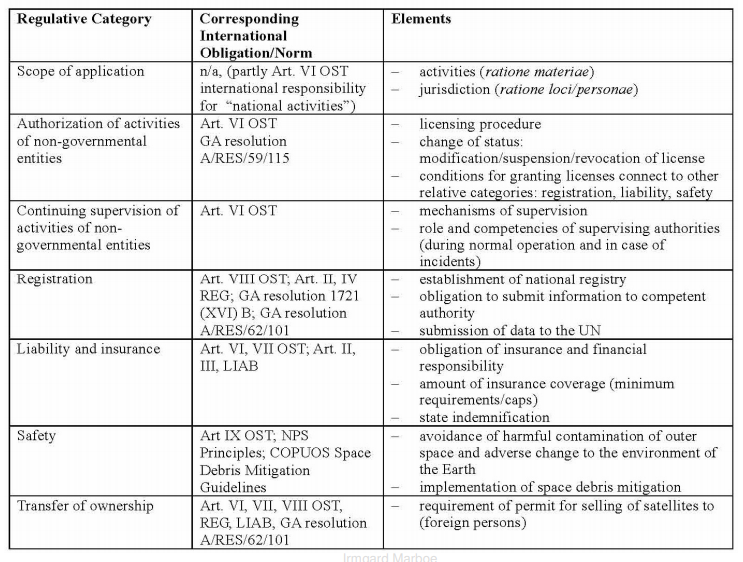 Regulative Category
Corresponding
International
Obligation/Norm
Elements
Scope of application
n/a, (partly Art. VI OST
international responsibility
for "national activities")
– activities (ratione materiae)
– jurisdiction (ratione loci/personae)
Authorization of activities
of non-governmental
entities
Art. VI OST
GA resolution
A/RES/59/115
– licensing procedure
– change of status:
modification/suspension/revocation of license
– conditions for granting licenses connect to other
relative categories: registration, liability, safety
Continuing supervision of
activities of non-
governmental entities
Art. VI OST
– mechanisms of supervision
– role and competencies of supervising authorities
(during normal operation and in case of
incidents)
Registration
Art. VIII OST; Art. II, IV
REG; GA resolution 1721
(XVI) B; GA resolution
A/RES/62/101
– establishment of national registry
– obligation to submit information to competent
authority
– submission of data to the UN
Liability and insurance
Art. VI, VII OST; Art. II,
III, LIAB
– obligation of insurance and financial
responsibility
– amount of insurance coverage (minimum
requirements/caps)
– state indemnification
Safety
Art IX OST; NPS
Principles; COPUOS Space
Debris Mitigation
Guidelines
– avoidance of harmful contamination of outer
space and adverse change to the environment of
the Earth
– implementation of space debris mitigation
Transfer of ownership
Art. VI, VII, VIII OST,
REG, LIAB, GA resolution
A/RES/62/101
– requirement of permit for selling of satellites to
(foreign persons)
Irmgard Marboe